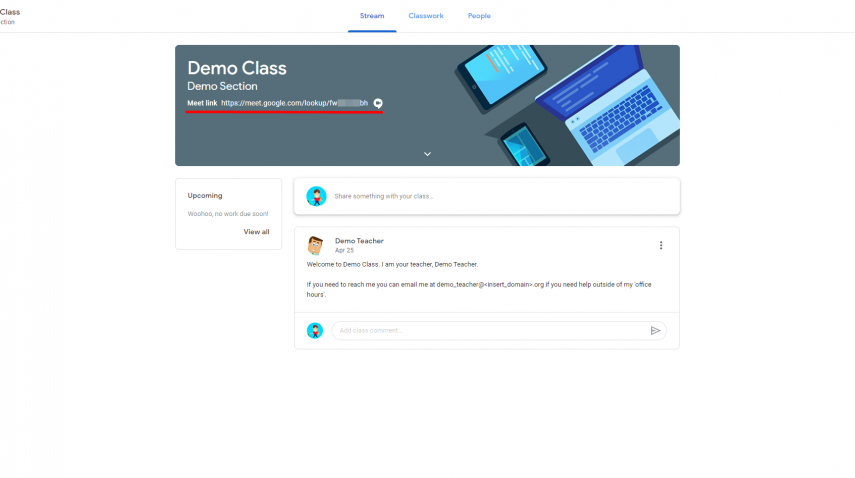 Class
ction
Stream
Classwork
People
Demo Class
Demo Section
Meet link https://meet.google.com/lookup/fw bh
Upcoming
Woohoo, no work due soon!
View all
Share something with your class...
Demo Teacher
Apr 25
Welcome to Demo Class. I am your teacher, Demo Teacher.
If you need to reach me you can email me at demo_teacher@<insert_domain>.org if you need help outside of my 'office
hours'.
Add class comment...